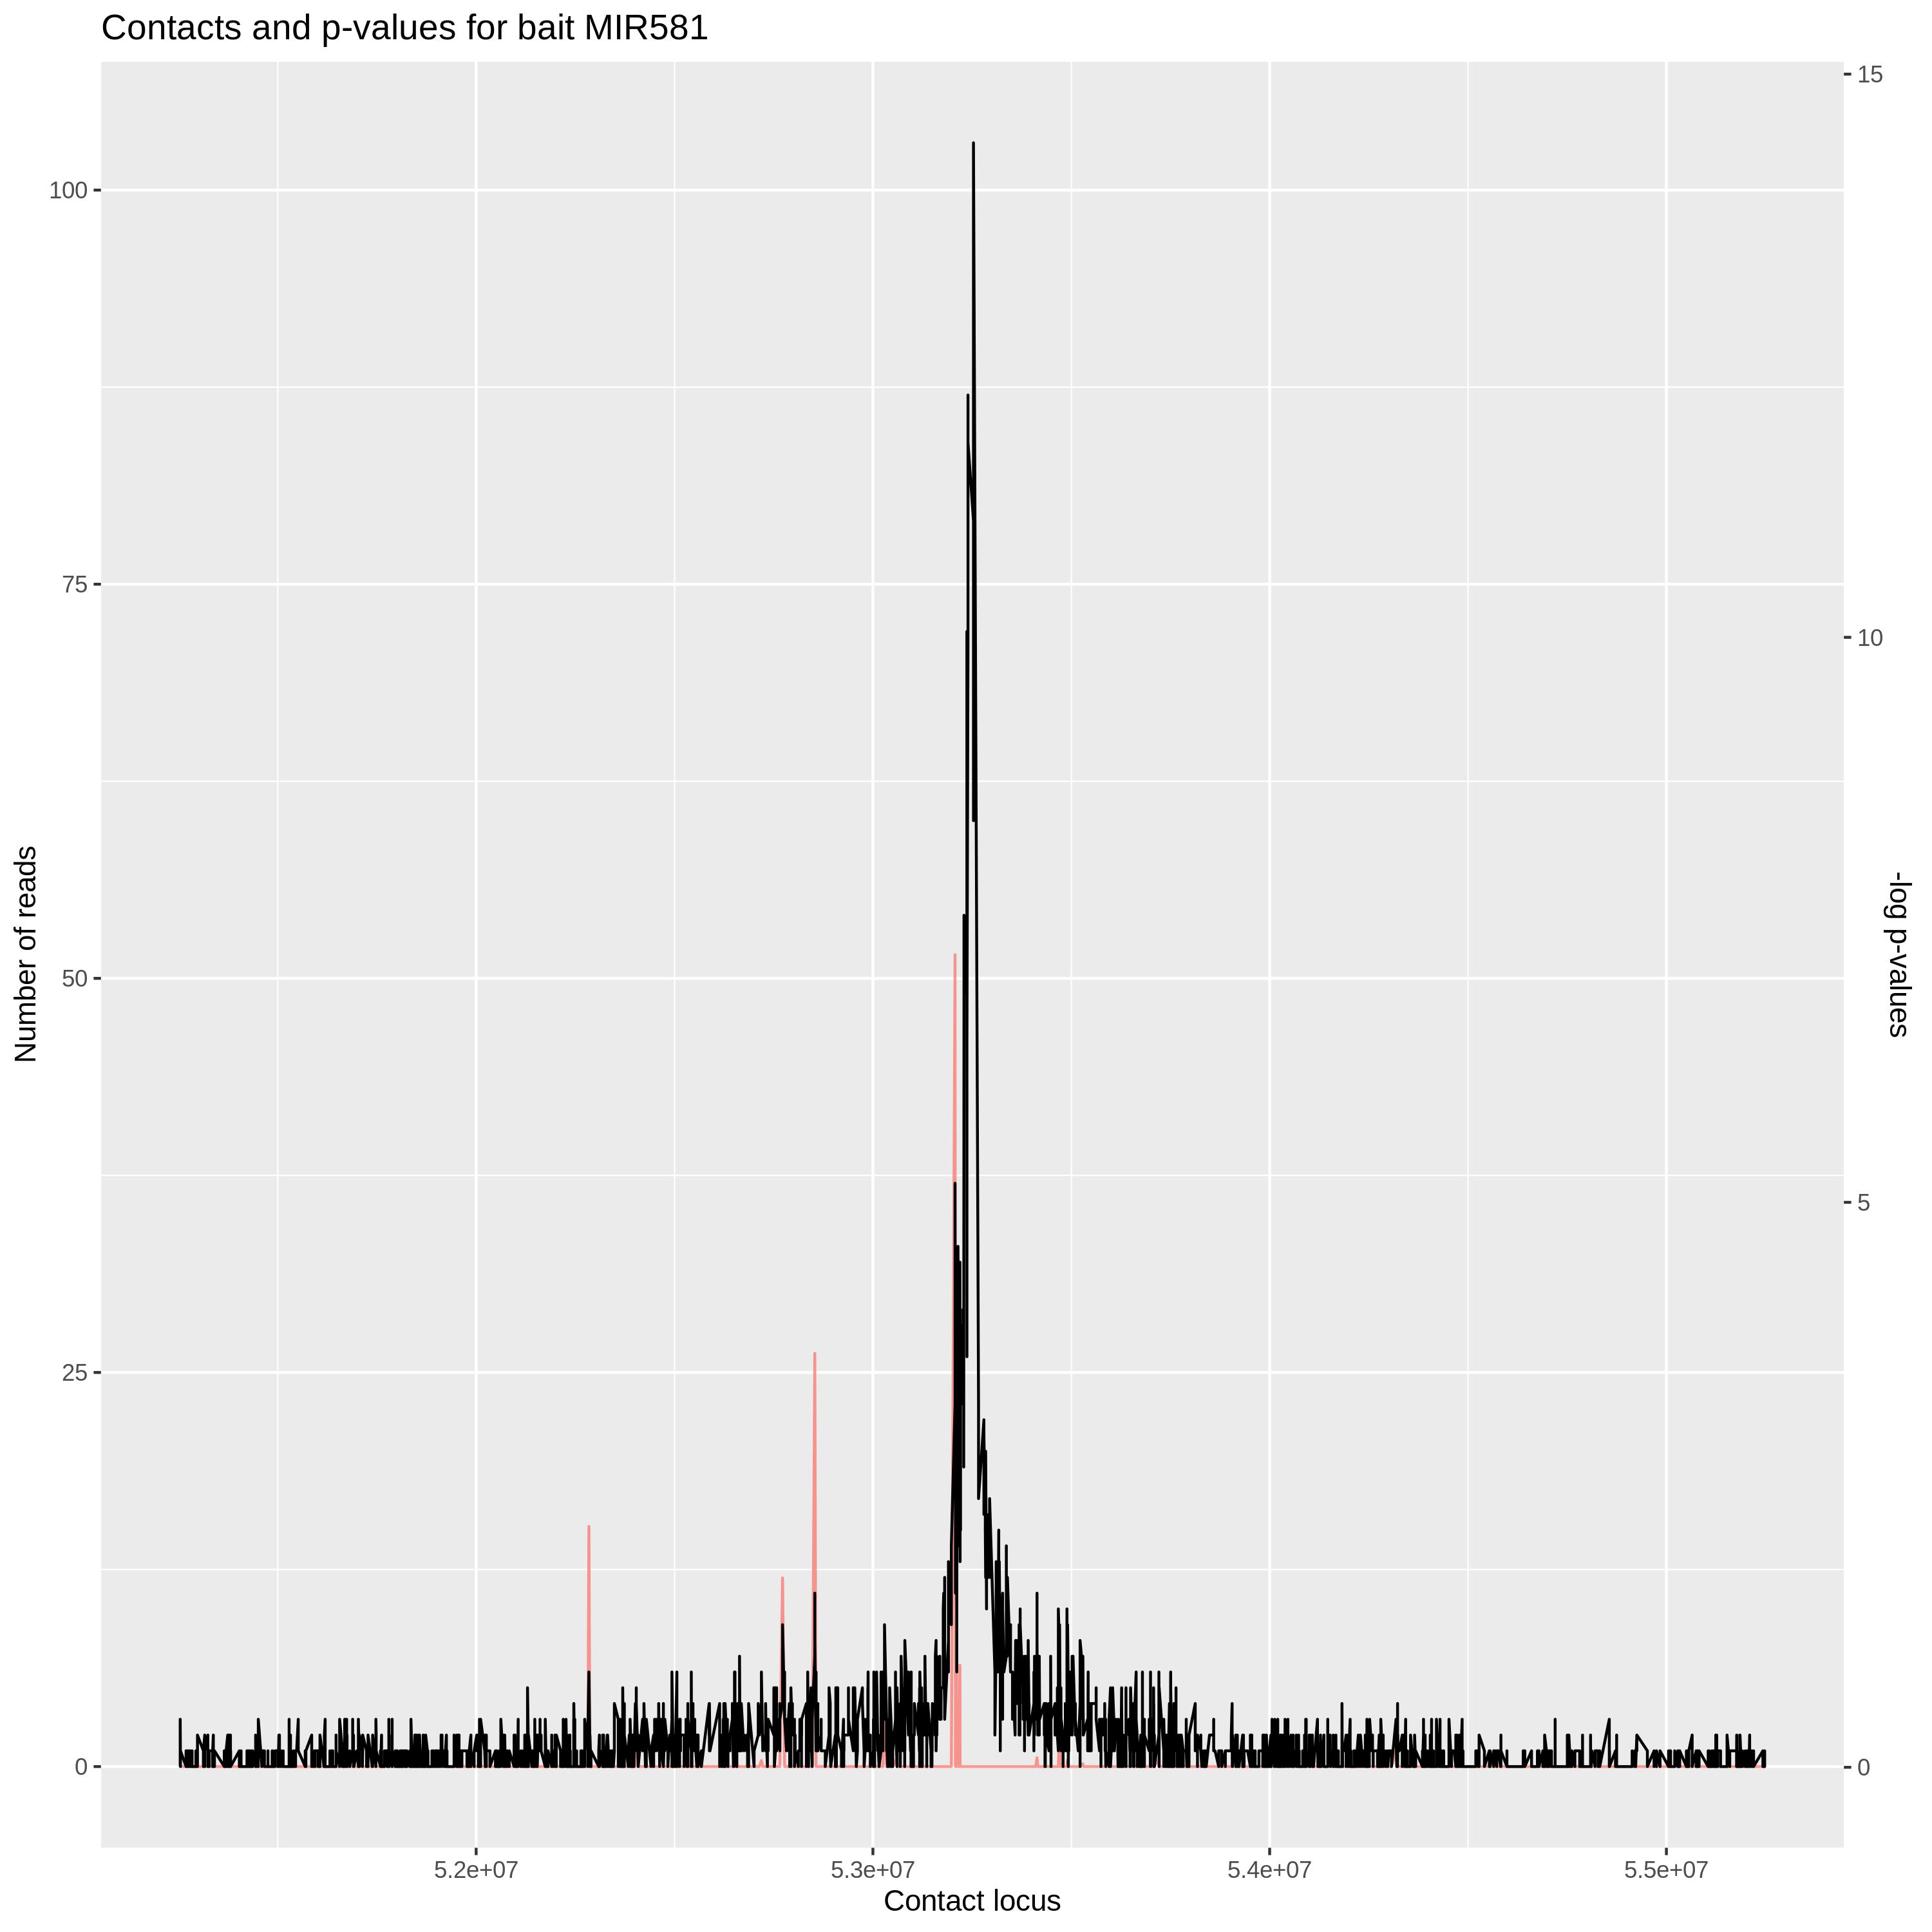 Contacts and p-values for bait MIR581
100
75
50
25
0
Number of reads
15
10
5
0
-log p-values
5.2e+07
5.3e+07
5.4e+07
5.5e+07
Contact locus